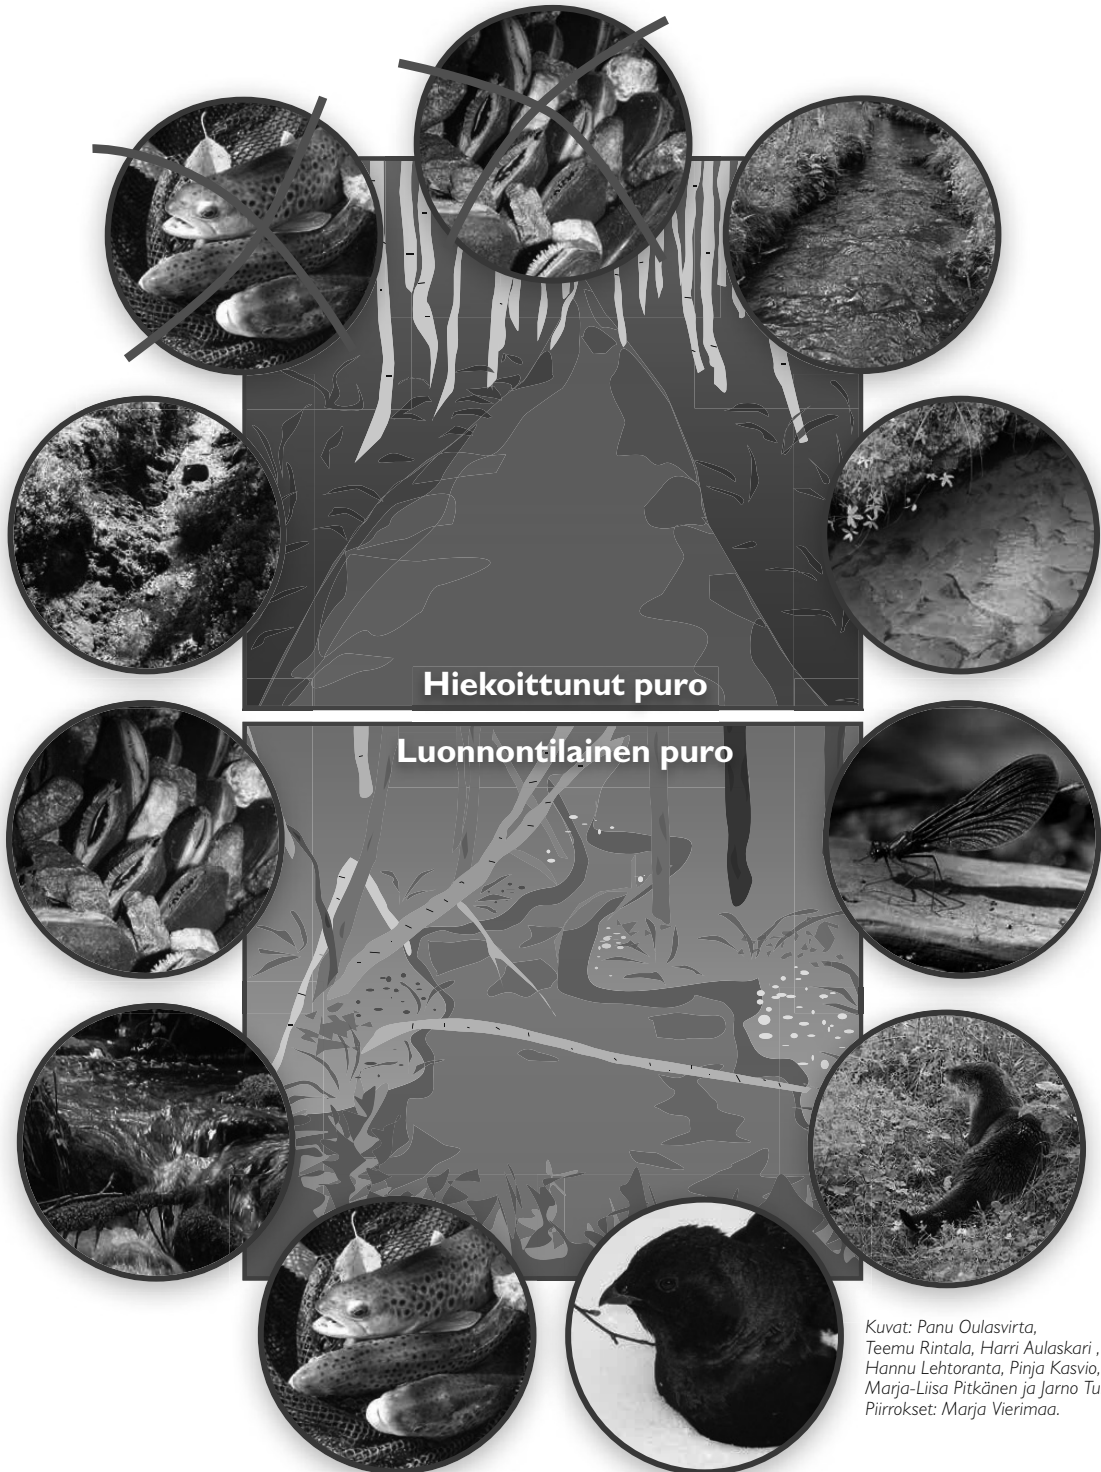 Hiekoittunut puro
Luonnontilainen puro
Kuvat: Panu Oulasvirta,
Teemu Rintala, Harri Aulaskari ,
Hannu Lehtoranta, Pinja Kasvio,
Marja-Liisa Pitkänen ja Jarno Tu
Piirrokset: Marja Vierimaa.